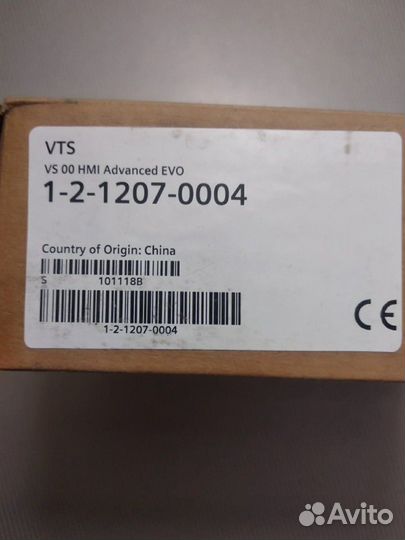 VTS
VS 00 HMI Advanced EVO
1-2-1207-0004
Country of Origin: China
S 101118B
1-2-1207-0004
CE
Avito